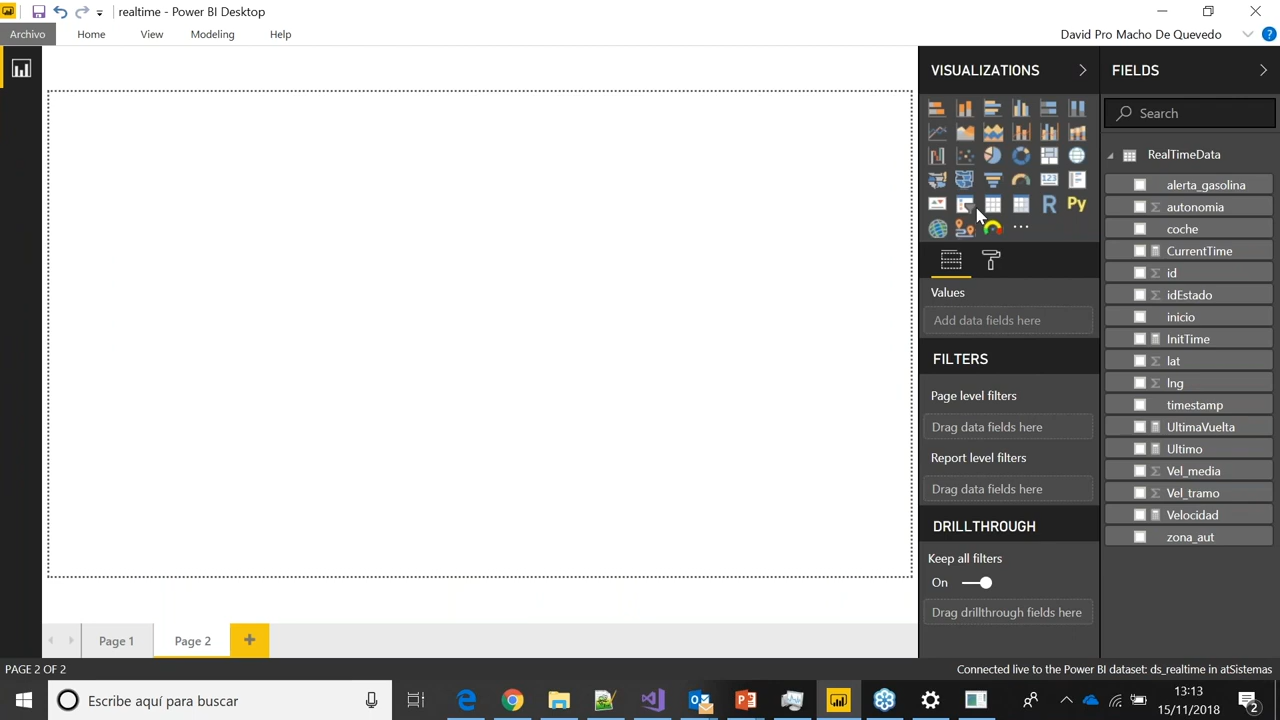 realtime - Power BI Desktop
Archivo Home View Modeling Help
David Pro Macho De Quevedo
?
VISUALIZATIONS
123
R Py
Values
Add data fields here
FILTERS
Page level filters
Drag data fields here
Report level filters
Drag data fields here
DRILLTHROUGH
Keep all filters
On
Drag drillthrough fields here
FIELDS
Search
RealTimeData
alerta_gasolina
autonomia
coche
CurrentTime
id
idEstado
inicio
InitTime
lat
lng
timestamp
UltimaVuelta
Ultimo
Vel_media
Vel_tramo
Velocidad
zona_aut
Page 1 Page 2 +
PAGE 2 OF 2
Connected live to the Power BI dataset: ds_realtime in atSistemas
Escribe aquí para buscar
13:13
15/11/2018
2